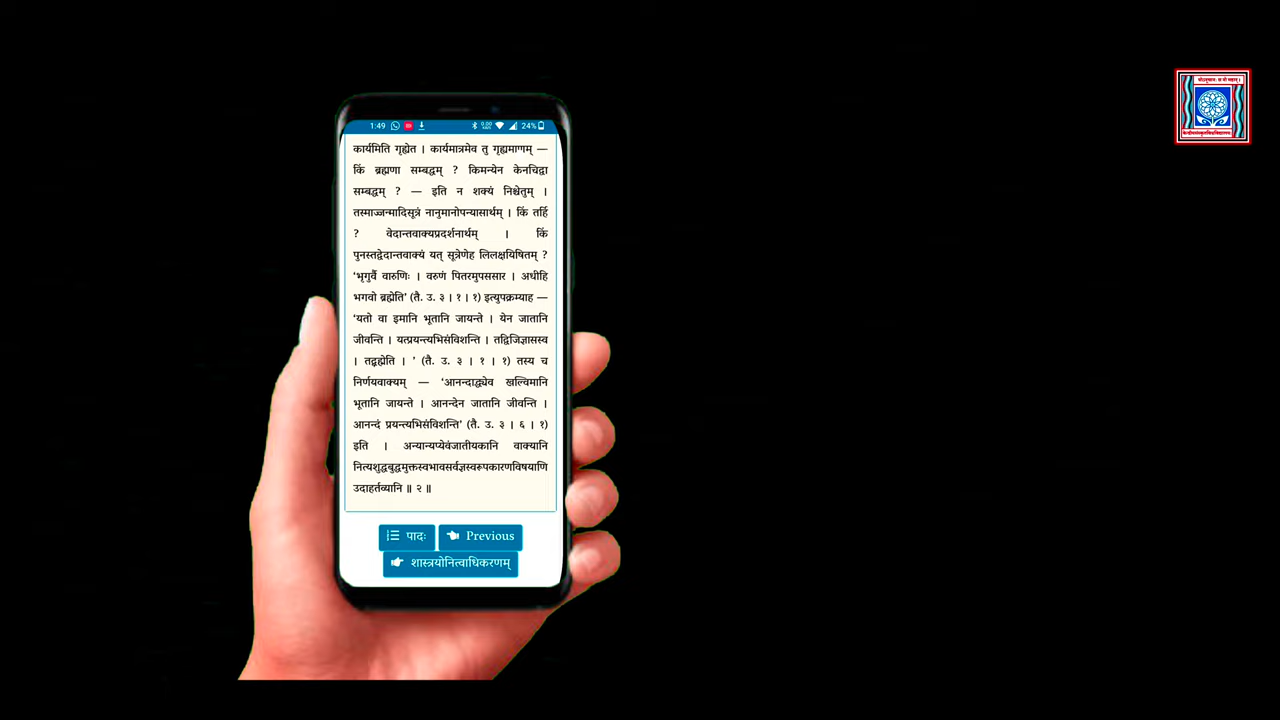 1:49
24%
कार्यमिति गृह्येत । कार्यमात्रमेव तु गृह्यमाणम् —
किं ब्रह्मणा सम्बद्धम् ? किमन्येन केनचिद्वा
सम्बद्धम् ? — इति न शक्यं निश्चेतुम् ।
तस्माज्जन्मादिसूत्रं नानुमानोपन्यासार्थम् । किं तर्हि
? वेदान्तवाक्यप्रदर्शनार्थम् । किं
पुनस्तद्वेदान्तवाक्यं यत् सूत्रेणेह लिलक्षयिषितम् ?
‘भृगुर्वै वारुणिः । वरुणं पितरमुपससार । अधीहि
भगवो ब्रह्मेति’ (तै. उ. ३ । १ । १) इत्युपक्रम्याह —
‘यतो वा इमानि भूतानि जायन्ते । येन जातानि
जीवन्ति । यत्प्रयन्त्यभिसंविशन्ति । तद्विजिज्ञासस्व
। तद्ब्रह्मेति । ’ (तै. उ. ३ । १ । १) तस्य च
निर्णयवाक्यम् — ‘आनन्दाद्ध्येव खल्विमानि
भूतानि जायन्ते । आनन्देन जातानि जीवन्ति ।
आनन्दं प्रयन्त्यभिसंविशन्ति’ (तै. उ. ३ । ६ । १)
इति । अन्यान्यप्येवंजातीयकानि वाक्यानि
नित्यशुद्धबुद्धमुक्तस्वभावसर्वज्ञस्वरूपकारणविषयाणि
उदाहर्तव्यानि ॥ २ ॥
पादः
Previous
शास्त्रयोनित्वाधिकरणम्